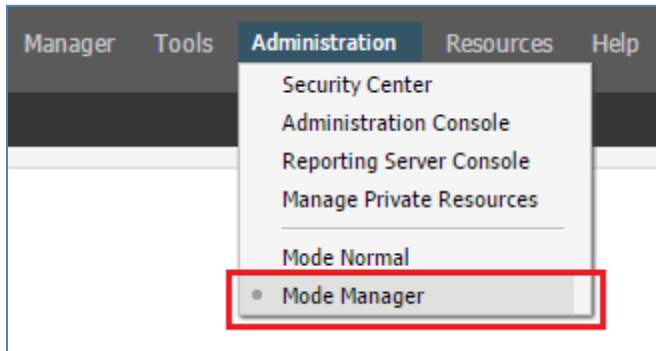 Manager Tools Administration Resources Help
Security Center
Administration Console
Reporting Server Console
Manage Private Resources
Mode Normal
Mode Manager